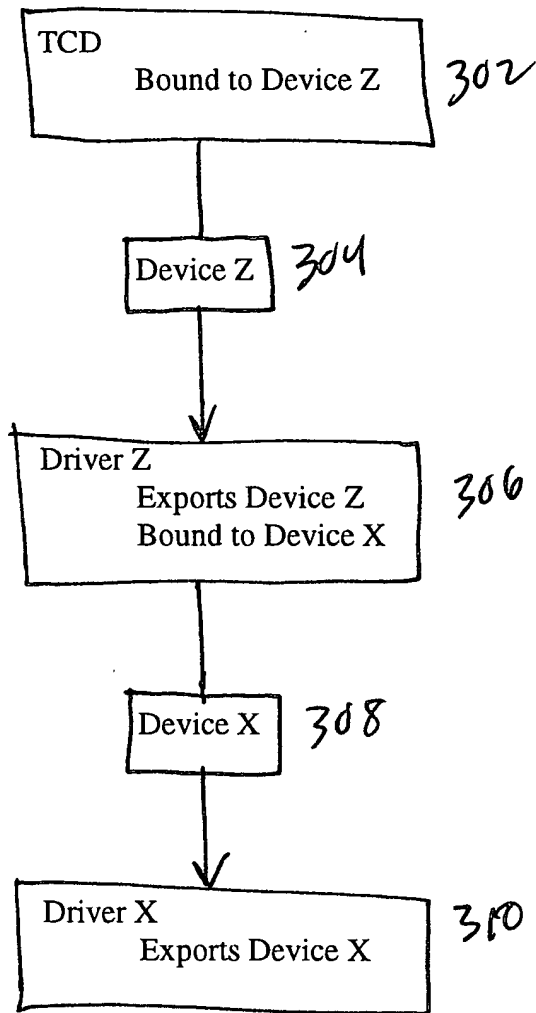 TCD
Bound to Device Z
302
Device Z
304
Driver Z
Exports Device Z
Bound to Device X
306
Device X
308
Driver X
Exports Device X
310